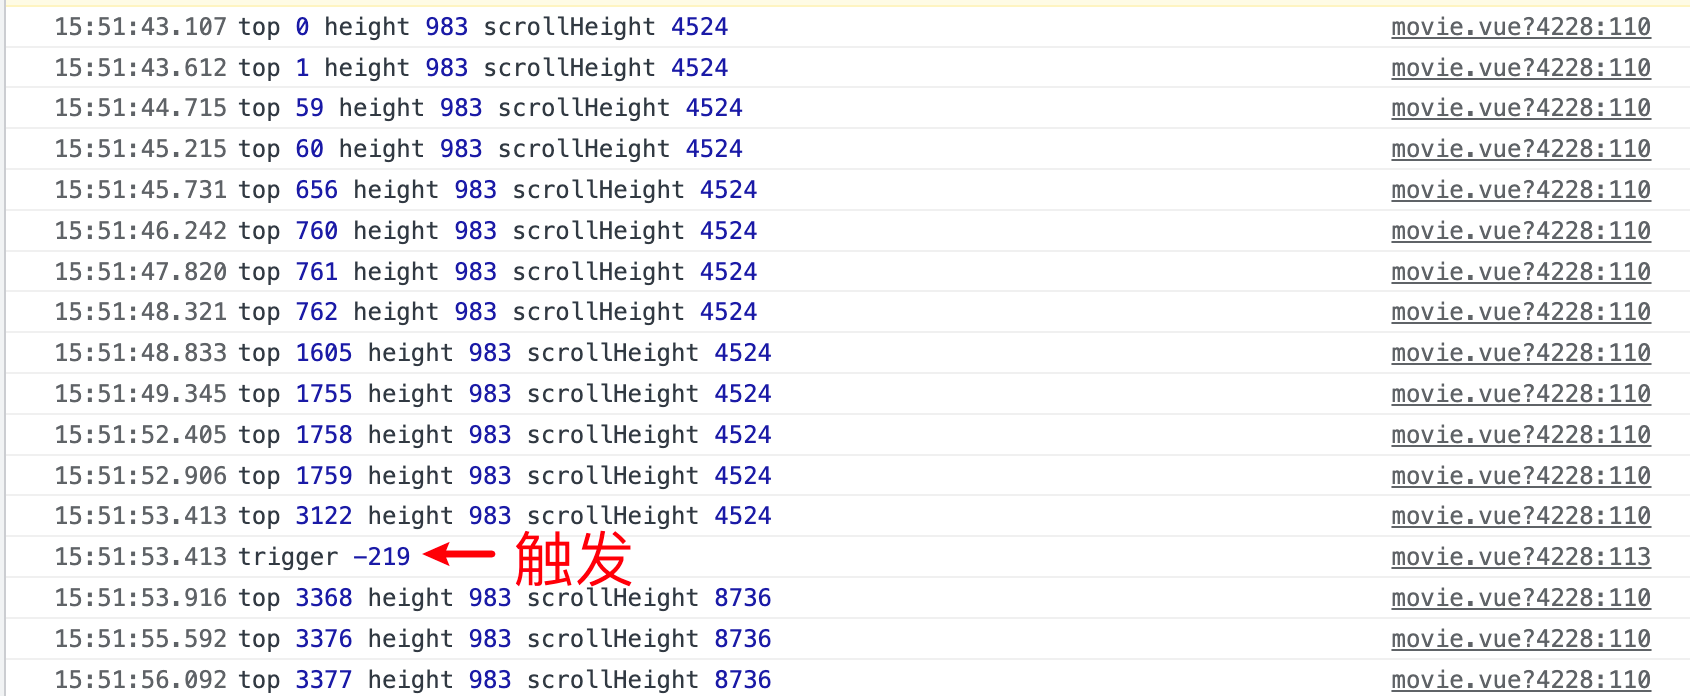 15:51:43.107 top 0 height 983 scrollHeight 4524 movie.vue?4228:110
15:51:43.612 top 1 height 983 scrollHeight 4524 movie.vue?4228:110
15:51:44.715 top 59 height 983 scrollHeight 4524 movie.vue?4228:110
15:51:45.215 top 60 height 983 scrollHeight 4524 movie.vue?4228:110
15:51:45.731 top 656 height 983 scrollHeight 4524 movie.vue?4228:110
15:51:46.242 top 760 height 983 scrollHeight 4524 movie.vue?4228:110
15:51:47.820 top 761 height 983 scrollHeight 4524 movie.vue?4228:110
15:51:48.321 top 762 height 983 scrollHeight 4524 movie.vue?4228:110
15:51:48.833 top 1605 height 983 scrollHeight 4524 movie.vue?4228:110
15:51:49.345 top 1755 height 983 scrollHeight 4524 movie.vue?4228:110
15:51:52.405 top 1758 height 983 scrollHeight 4524 movie.vue?4228:110
15:51:52.906 top 1759 height 983 scrollHeight 4524 movie.vue?4228:110
15:51:53.413 top 3122 height 983 scrollHeight 4524 movie.vue?4228:110
15:51:53.413 trigger -219 触发 movie.vue?4228:113
15:51:53.916 top 3368 height 983 scrollHeight 8736 movie.vue?4228:110
15:51:55.592 top 3376 height 983 scrollHeight 8736 movie.vue?4228:110
15:51:56.092 top 3377 height 983 scrollHeight 8736 movie.vue?4228:110